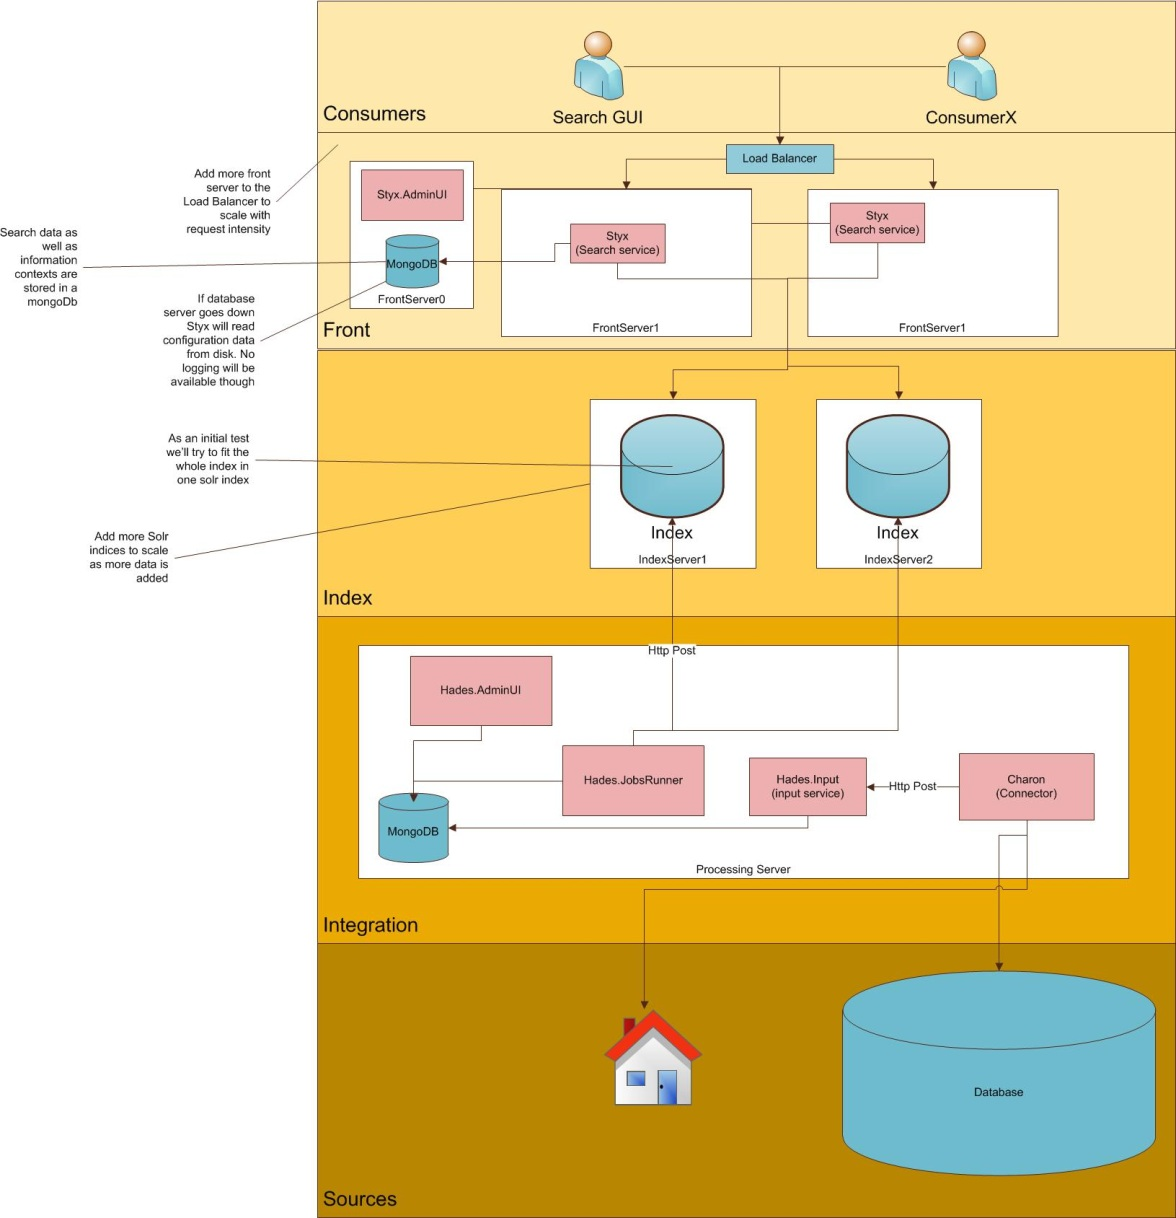 Search GUI
ConsumerX
Consumers
Load Balancer
Add more front
server to the
Load Balancer to
scale with
request intensity
Styx.AdminUI
Styx
(Search service)
Styx
(Search service)
Search data as
well as
information
contexts are
stored in a
mongoDb
MongoDB
FrontServer0
If database
server goes down
Styx will read
configuration data
from disk. No
logging will be
available though
FrontServer1
FrontServer1
Front
As an initial test
we'll try to fit the
whole index in
one solr index
Index
IndexServer1
Index
IndexServer2
Add more Solr
indices to scale
as more data is
added
Index
Http Post
Hades.AdminUI
Hades.JobsRunner
Hades.Input
(input service)
Http Post
Charon
(Connector)
MongoDB
Processing Server
Integration
Database
Sources